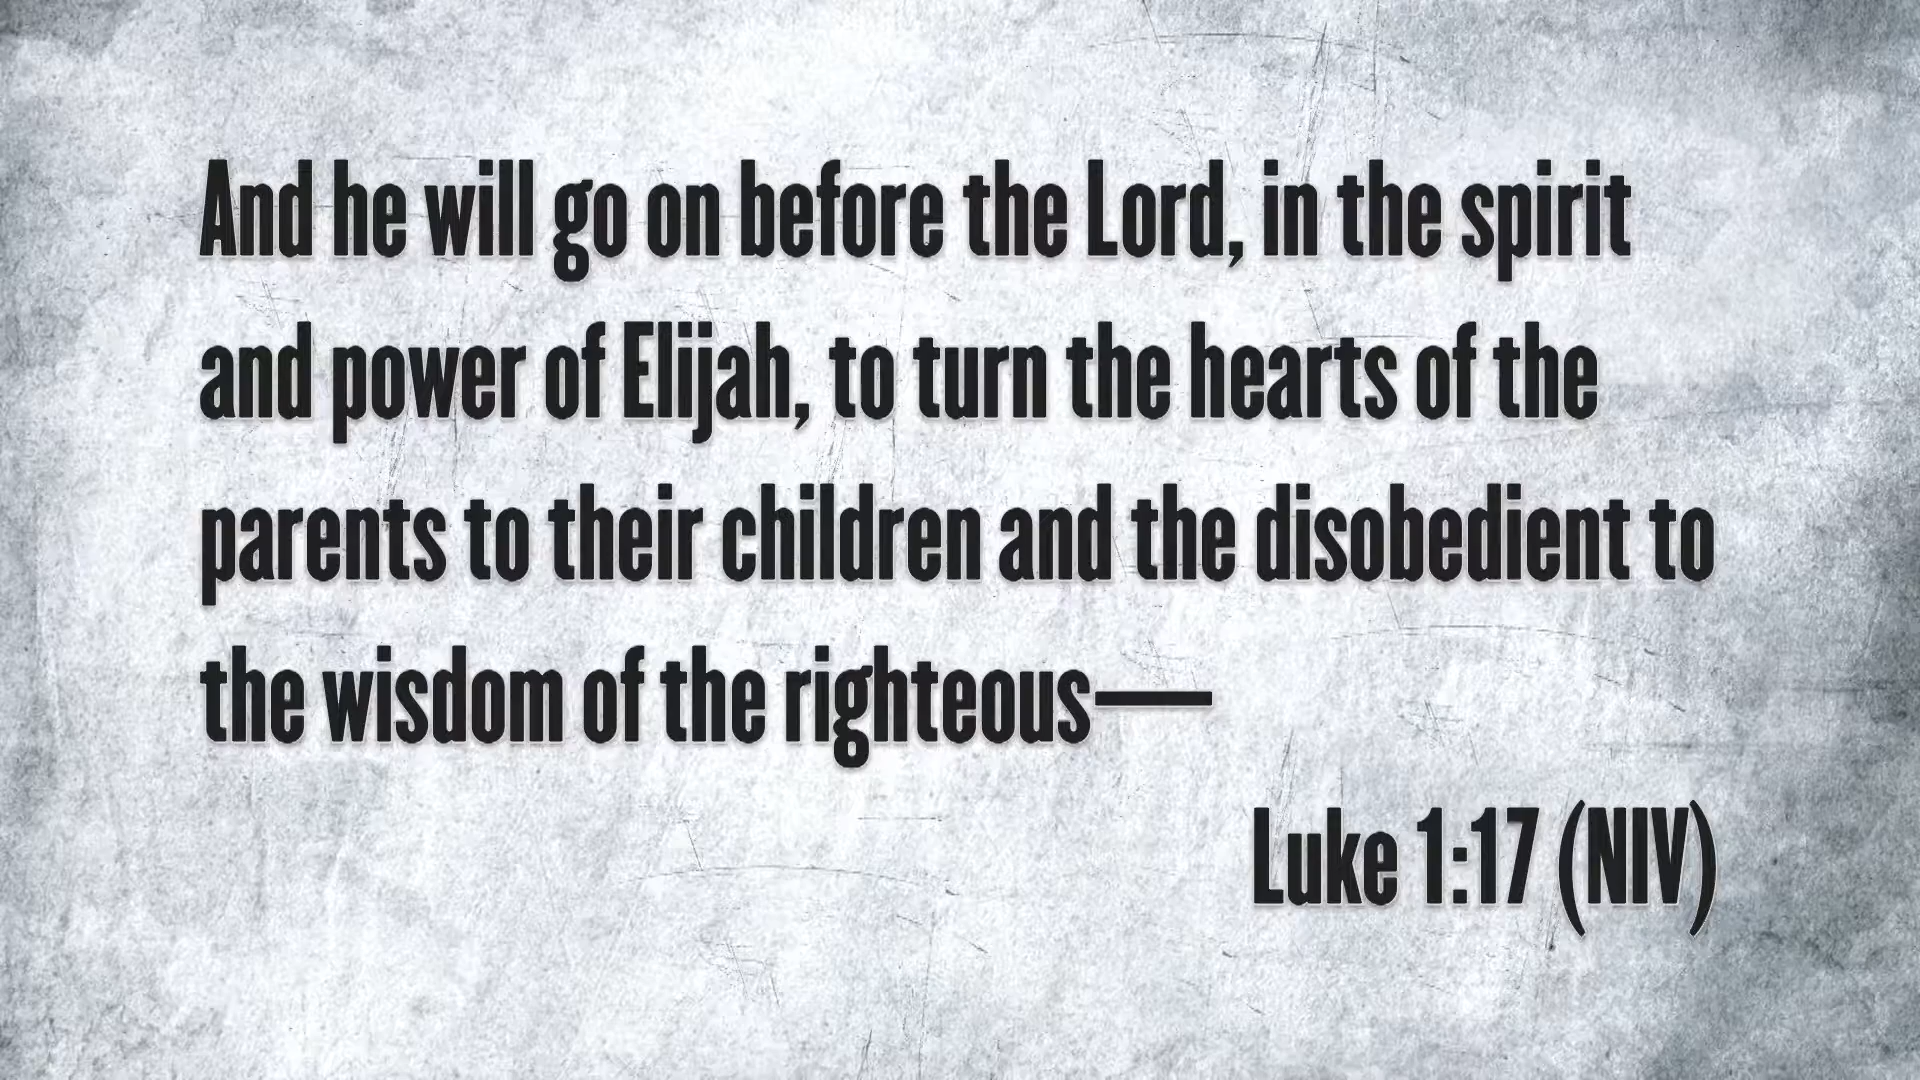 And he will go on before the Lord, in the spirit
and power of Elijah, to turn the hearts of the
parents to their children and the disobedient to
the wisdom of the righteous—
Luke 1:17 (NIV)